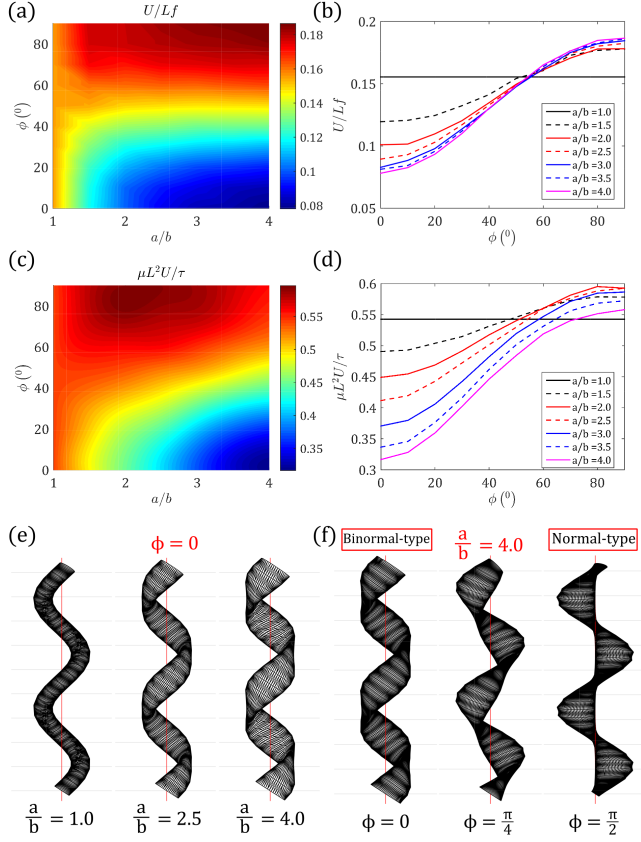 (a)
U/Lf
80
60
40
20
0
ϕ (⁰)
1
2
3
4
a/b
0.18
0.16
0.14
0.12
0.1
0.08
(b)
0.2
0.15
0.1
0.05
U/Lf
0
20
40
60
80
ϕ (⁰)
a/b =1.0
a/b =1.5
a/b =2.0
a/b =2.5
a/b =3.0
a/b =3.5
a/b =4.0
(c)
μL²U/τ
80
60
40
20
0
ϕ (⁰)
1
2
3
4
a/b
0.55
0.5
0.45
0.4
0.35
(d)
0.6
0.55
0.5
0.45
0.4
0.35
0.3
μL²U/τ
0
20
40
60
80
ϕ (⁰)
a/b =1.0
a/b =1.5
a/b =2.0
a/b =2.5
a/b =3.0
a/b =3.5
a/b =4.0
(e)
ϕ = 0
a/b = 1.0
a/b = 2.5
a/b = 4.0
(f)
Binormal-type
a/b = 4.0
Normal-type
ϕ = 0
ϕ = π/4
ϕ = π/2